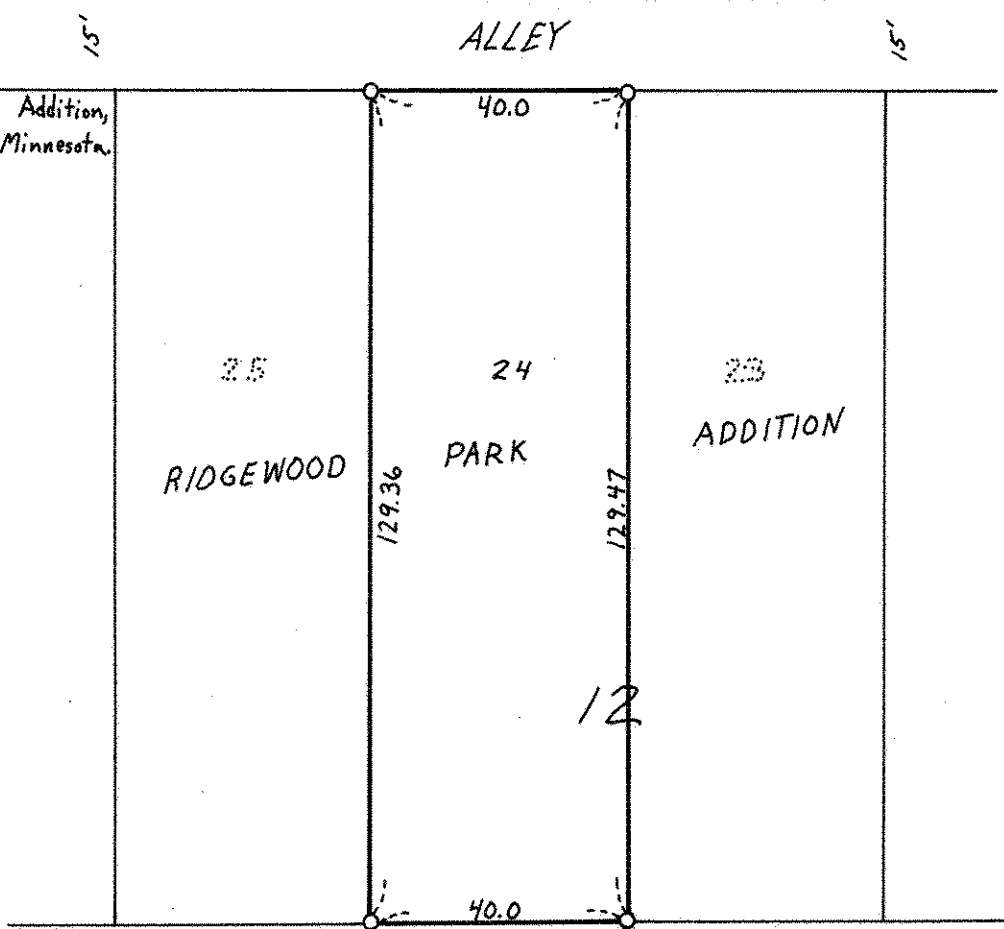 15'
ALLEY
15'
Addition,
Minnesota.
40.0
25
24
23
RIDGEWOOD
PARK
ADDITION
129.36
129.47
12
40.0